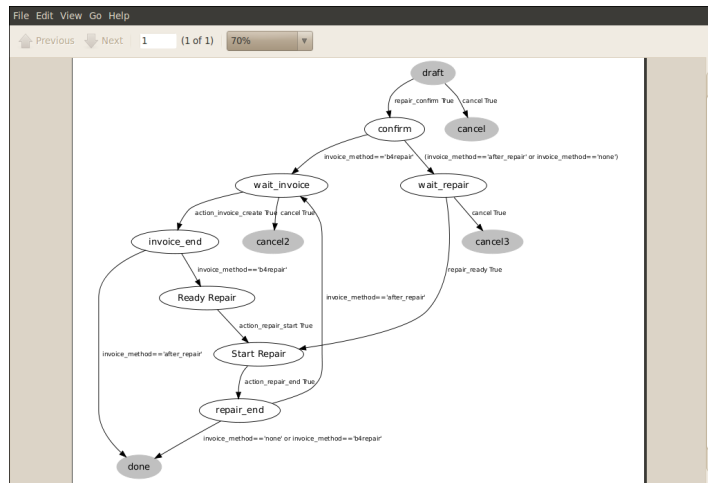 File Edit View Go Help
Previous Next 1 (1 of 1) 70%
draft
repair_confirm True cancel True
confirm cancel
invoice_method=='b4repair' (invoice_method=='after_repair' or invoice_method=='none')
wait_invoice wait_repair
action_invoice_create True cancel True cancel True
invoice_end cancel2 cancel3
invoice_method=='b4repair' repair_ready True
Ready Repair invoice_method=='after_repair'
action_repair_start True
invoice_method=='after_repair' Start Repair
action_repair_end True
repair_end
invoice_method=='none' or invoice_method=='b4repair'
done